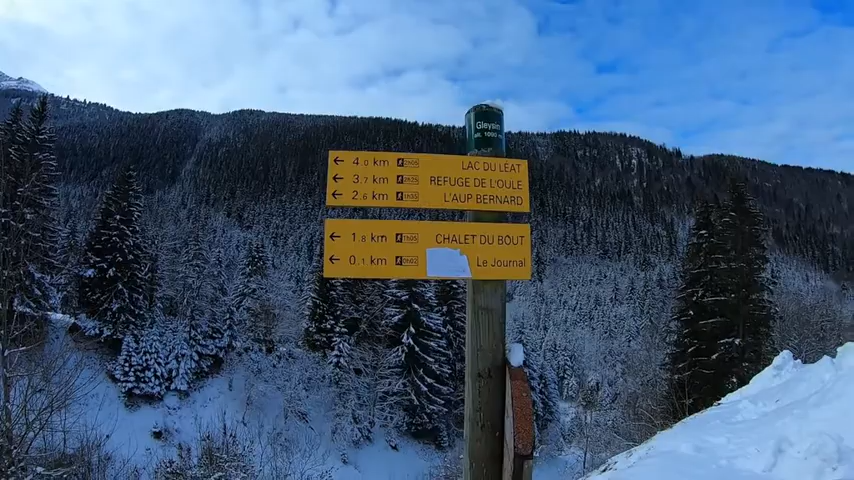 Gleysin
alt. 1090 m
← 4.0 km 2h05 LAC DU LÉAT
← 3.7 km 2h25 REFUGE DE L'OULE
← 2.6 km 1h35 L'AUP BERNARD
← 1.8 km 1h05 CHALET DU BOUT
← 0.1 km 0h02 Le Journal